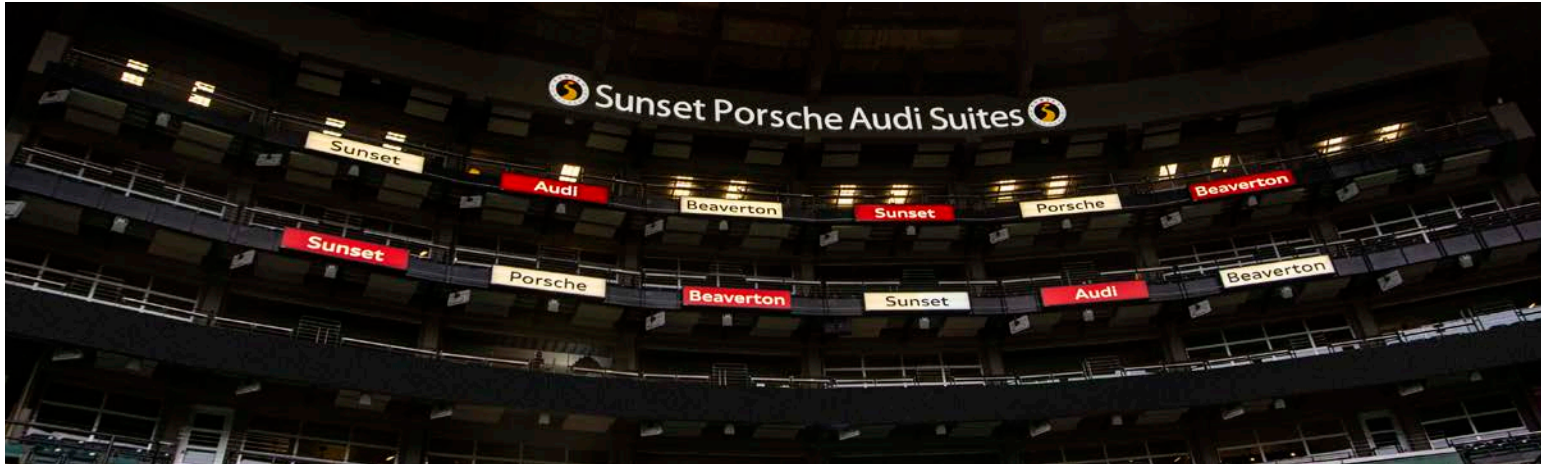 Sunset Porsche Audi Suites
Sunset Audi Beaverton Sunset Porsche Beaverton
Sunset Porsche Beaverton Sunset Audi Beaverton